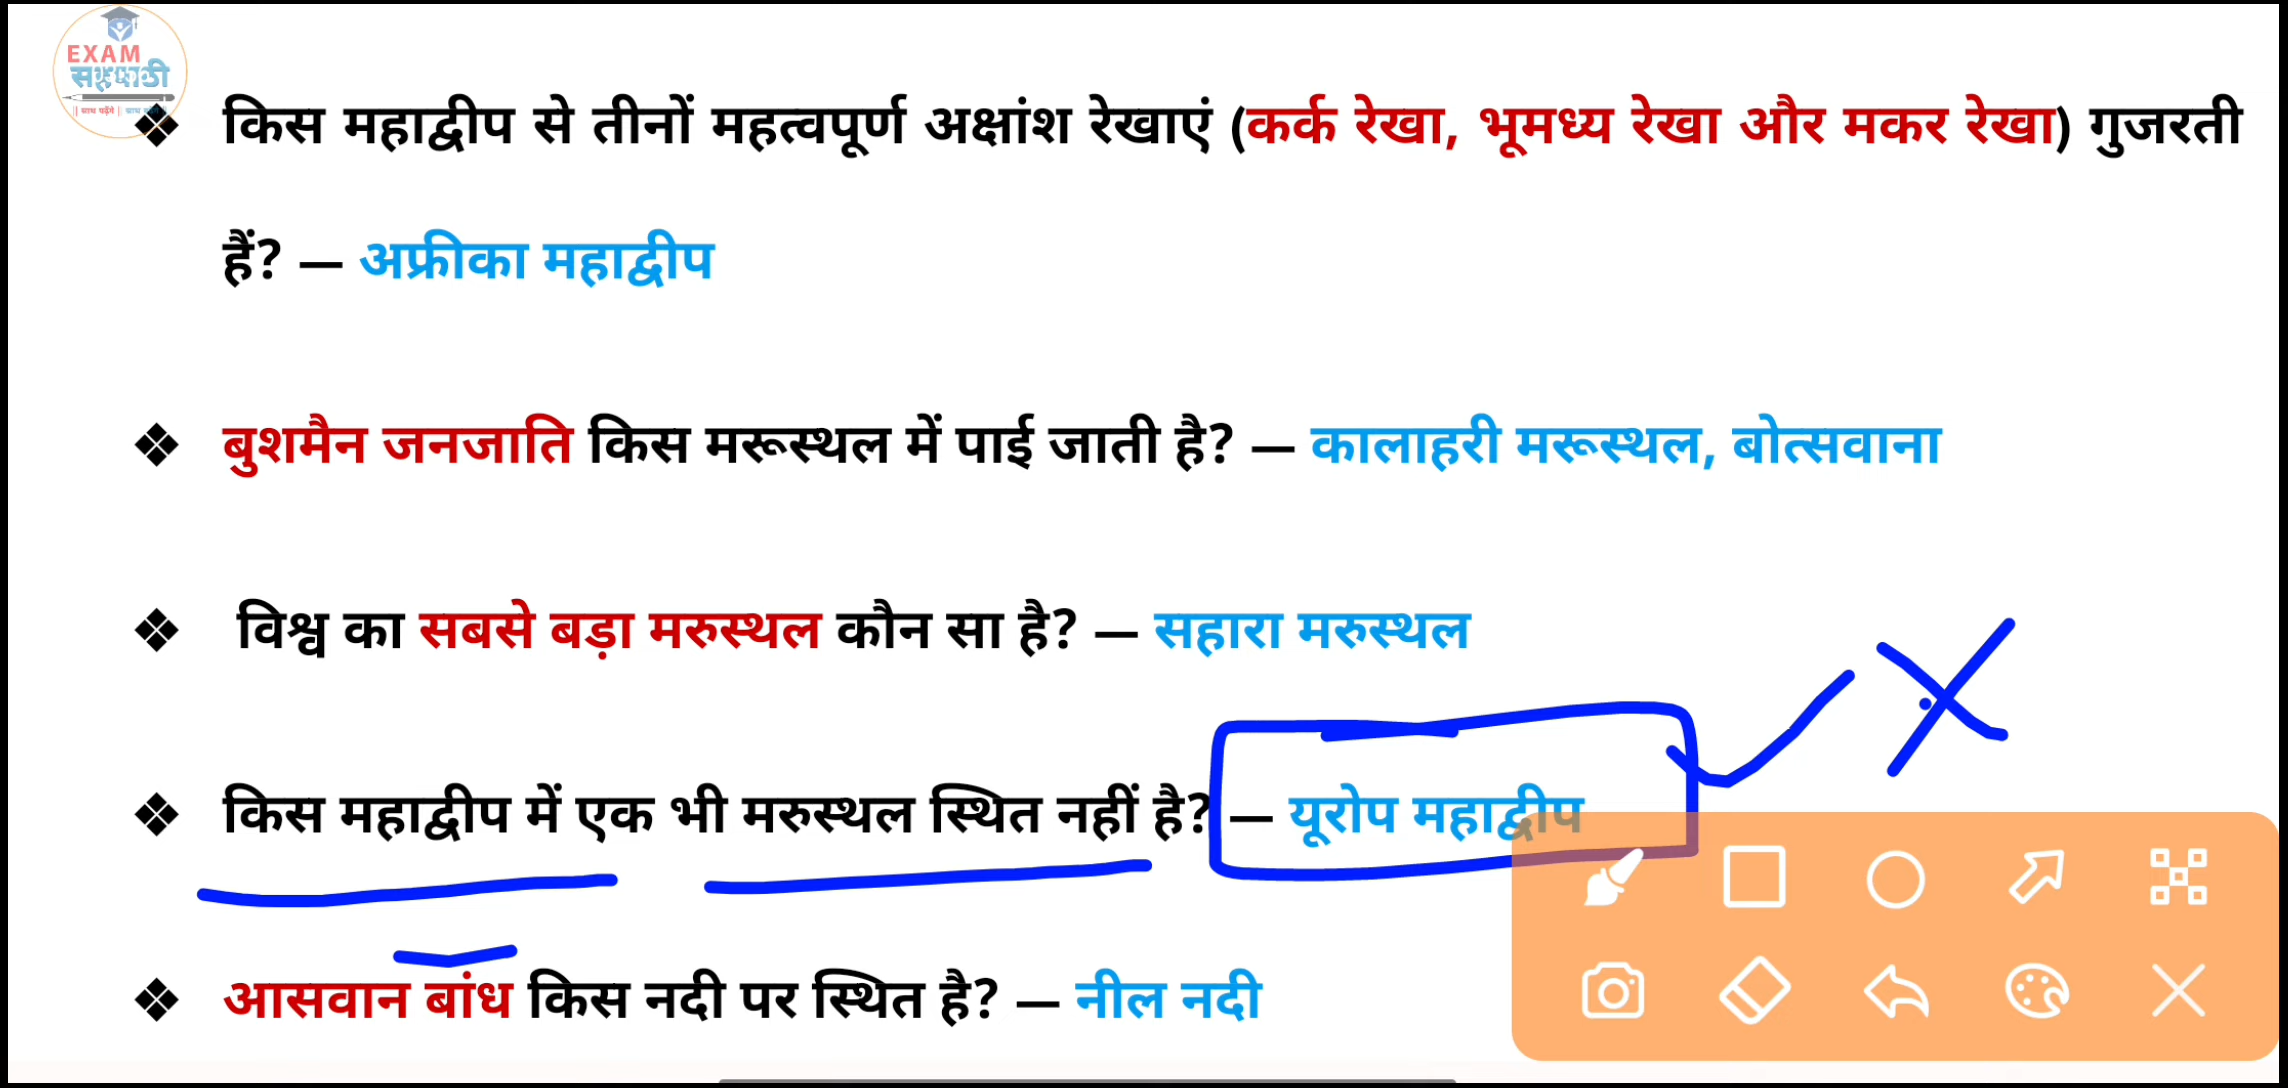 EXAM
सहपाठी
❖ किस महाद्वीप से तीनों महत्वपूर्ण अक्षांश रेखाएं (कर्क रेखा, भूमध्य रेखा और मकर रेखा) गुजरती
हैं? — अफ्रीका महाद्वीप
❖ बुशमैन जनजाति किस मरूस्थल में पाई जाती है? — कालाहरी मरूस्थल, बोत्सवाना
❖ विश्व का सबसे बड़ा मरुस्थल कौन सा है? — सहारा मरुस्थल
❖ किस महाद्वीप में एक भी मरुस्थल स्थित नहीं है? — यूरोप महाद्वीप
❖ आसवान बांध किस नदी पर स्थित है? — नील नदी